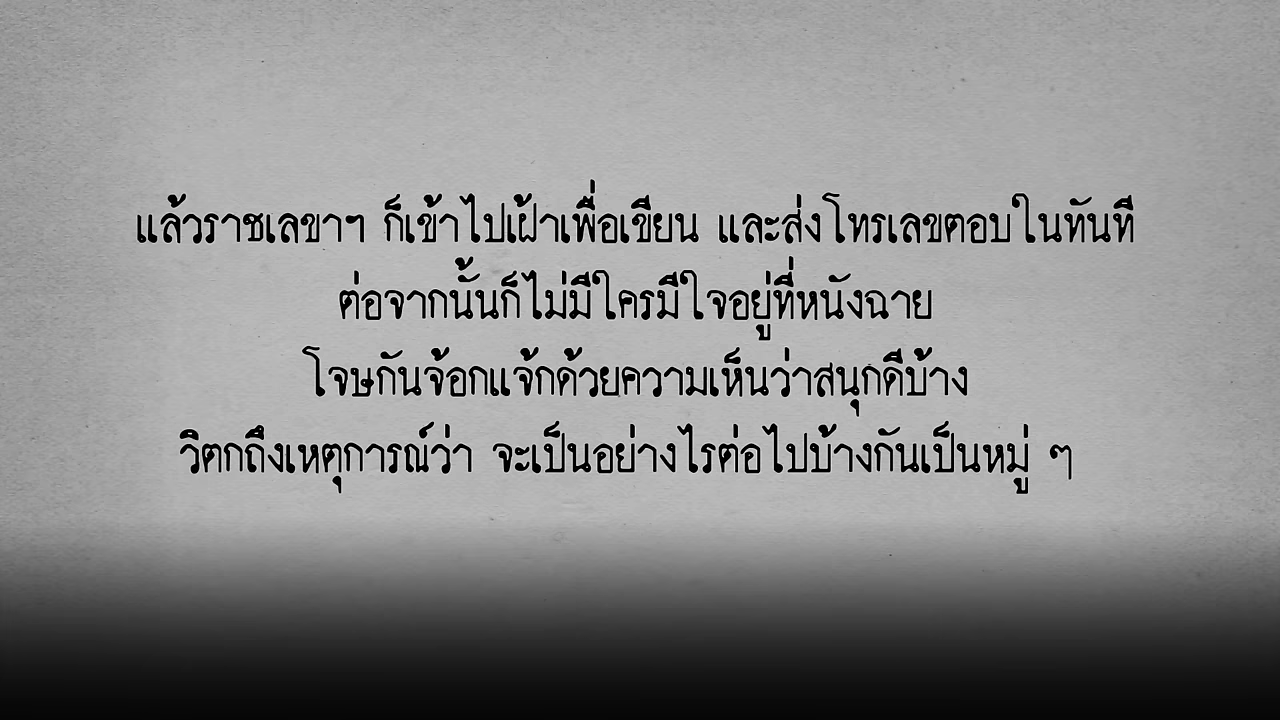 แล้วราชเลขาฯ ก็เข้าไปเฝ้าเพื่อเขียน และส่งโทรเลขตอบในทันที
ต่อจากนั้นก็ไม่มีใครมีใจอยู่ที่หนังฉาย
โจษกันจ้อกแจ้กด้วยความเห็นว่าสนุกดีบ้าง
วิตกถึงเหตุการณ์ว่า จะเป็นอย่างไรต่อไปบ้างกันเป็นหมู่ ๆ